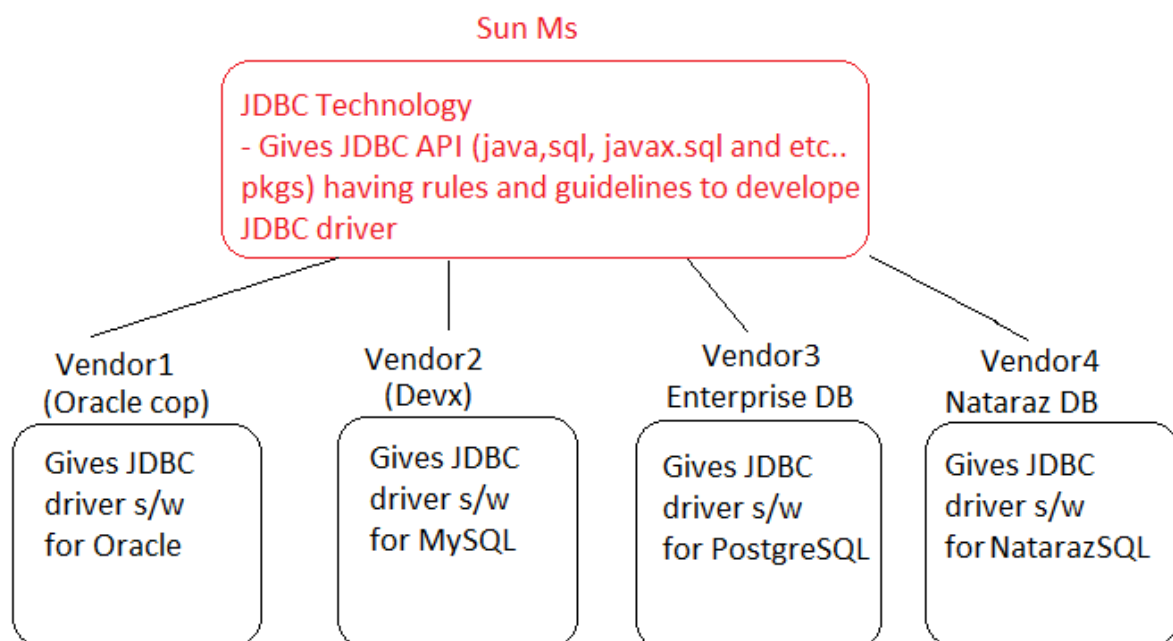 Sun Ms
JDBC Technology
- Gives JDBC API (java,sql, javax.sql and etc..
pkgs) having rules and guidelines to develope
JDBC driver
Vendor1
(Oracle cop)
Gives JDBC
driver s/w
for Oracle
Vendor2
(Devx)
Gives JDBC
driver s/w
for MySQL
Vendor3
Enterprise DB
Gives JDBC
driver s/w
for PostgreSQL
Vendor4
Nataraz DB
Gives JDBC
driver s/w
for NatarazSQL